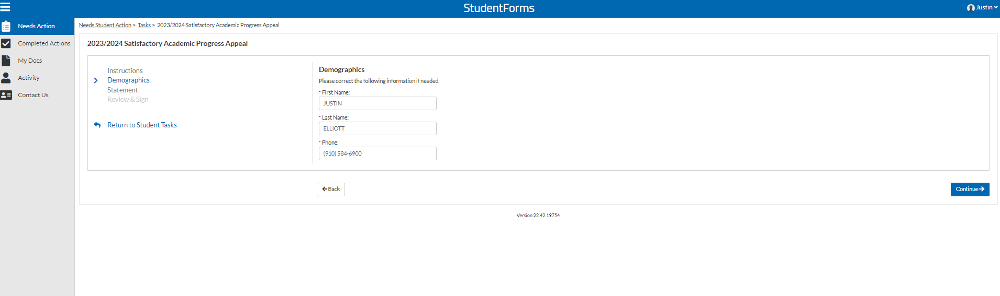 StudentForms
Justin
Needs Action
Completed Actions
My Docs
Activity
Contact Us
Needs Student Action > Tasks > 2023/2024 Satisfactory Academic Progress Appeal
2023/2024 Satisfactory Academic Progress Appeal
Instructions
Demographics
Statement
Review & Sign
Return to Student Tasks
Demographics
Please correct the following information if needed.
* First Name:
JUSTIN
* Last Name:
ELLIOTT
* Phone:
(910) 584-6900
Back
Continue
Version 22.42.19754